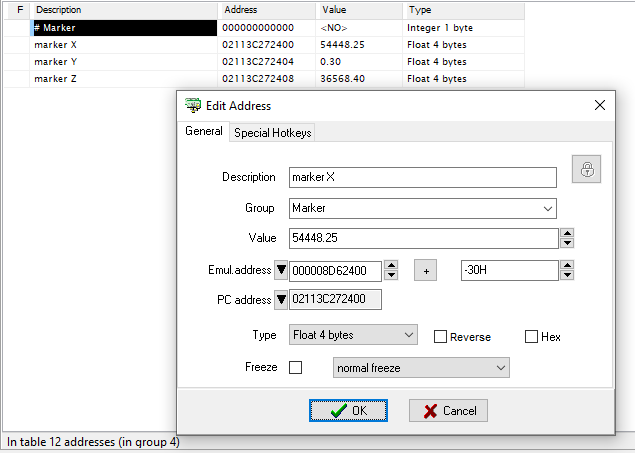 F Description Address Value Type
# Marker 000000000000 <NO> Integer 1 byte
marker X 02113C272400 54448.25 Float 4 bytes
marker Y 02113C272404 0.30 Float 4 bytes
marker Z 02113C272408 36568.40 Float 4 bytes
Edit Address
General Special Hotkeys
Description marker X
Group Marker
Value 54448.25
Emul.address 000008D62400 + -30H
PC address 02113C272400
Type Float 4 bytes Reverse Hex
Freeze normal freeze
OK Cancel
In table 12 addresses (in group 4)